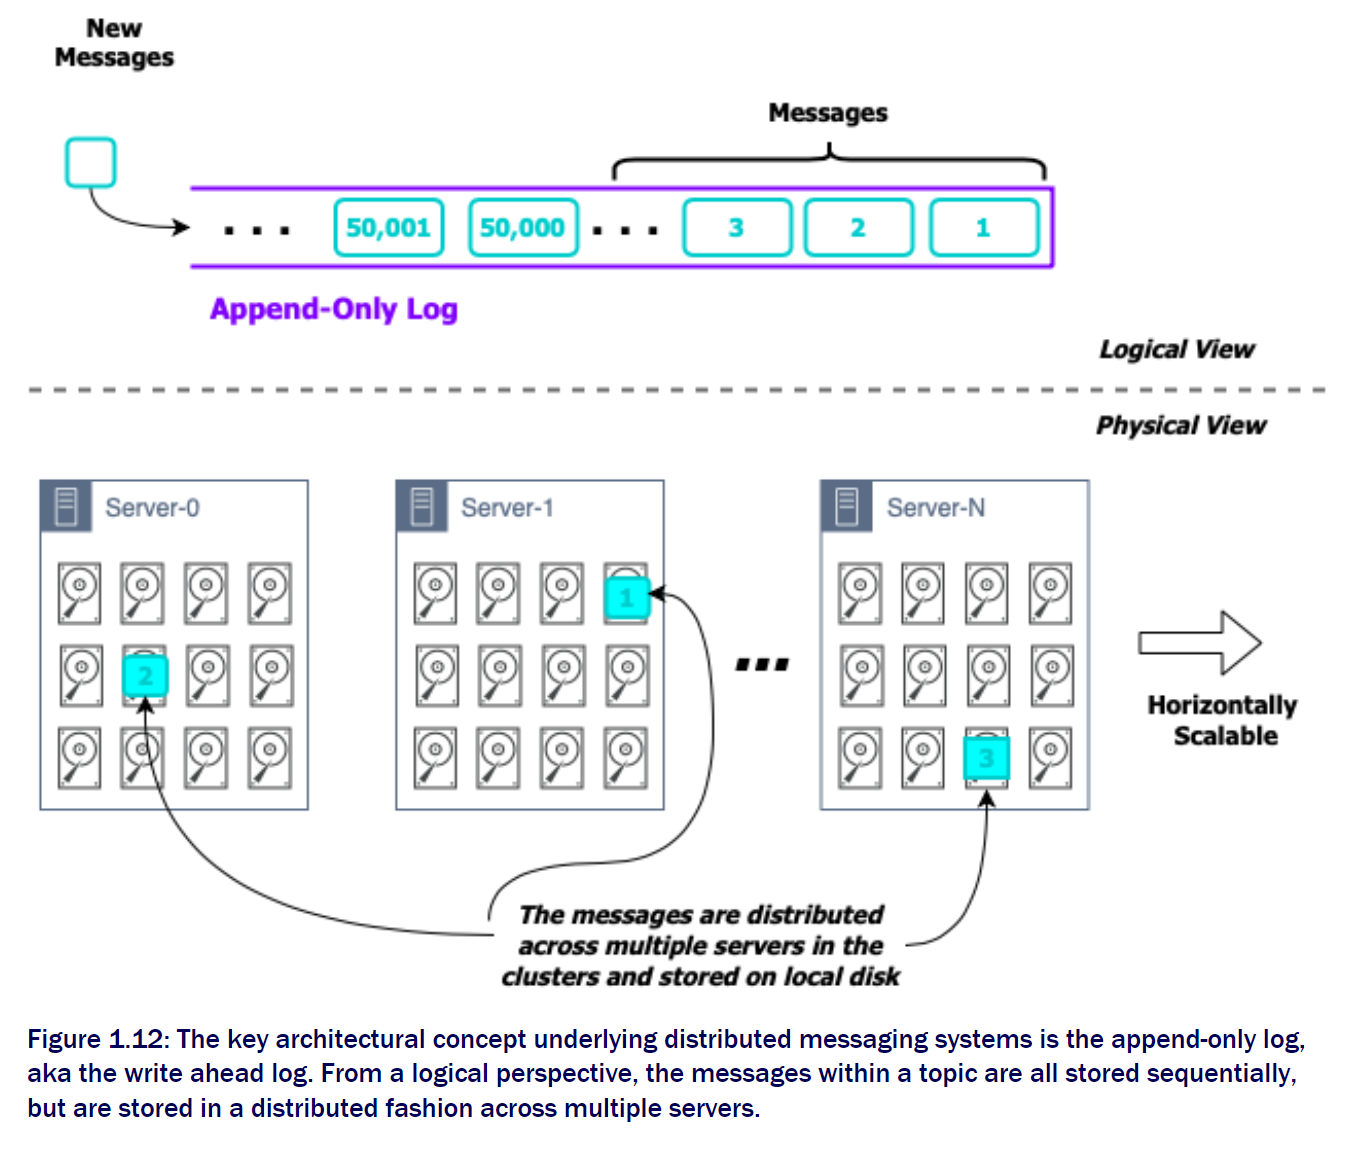 New
Messages
Messages
... 50,001 50,000 ... 3 2 1
Append-Only Log
Logical View
Physical View
Server-0
Server-1
Server-N
1
2
...
3
Horizontally
Scalable
The messages are distributed
across multiple servers in the
clusters and stored on local disk
Figure 1.12: The key architectural concept underlying distributed messaging systems is the append-only log,
aka the write ahead log. From a logical perspective, the messages within a topic are all stored sequentially,
but are stored in a distributed fashion across multiple servers.